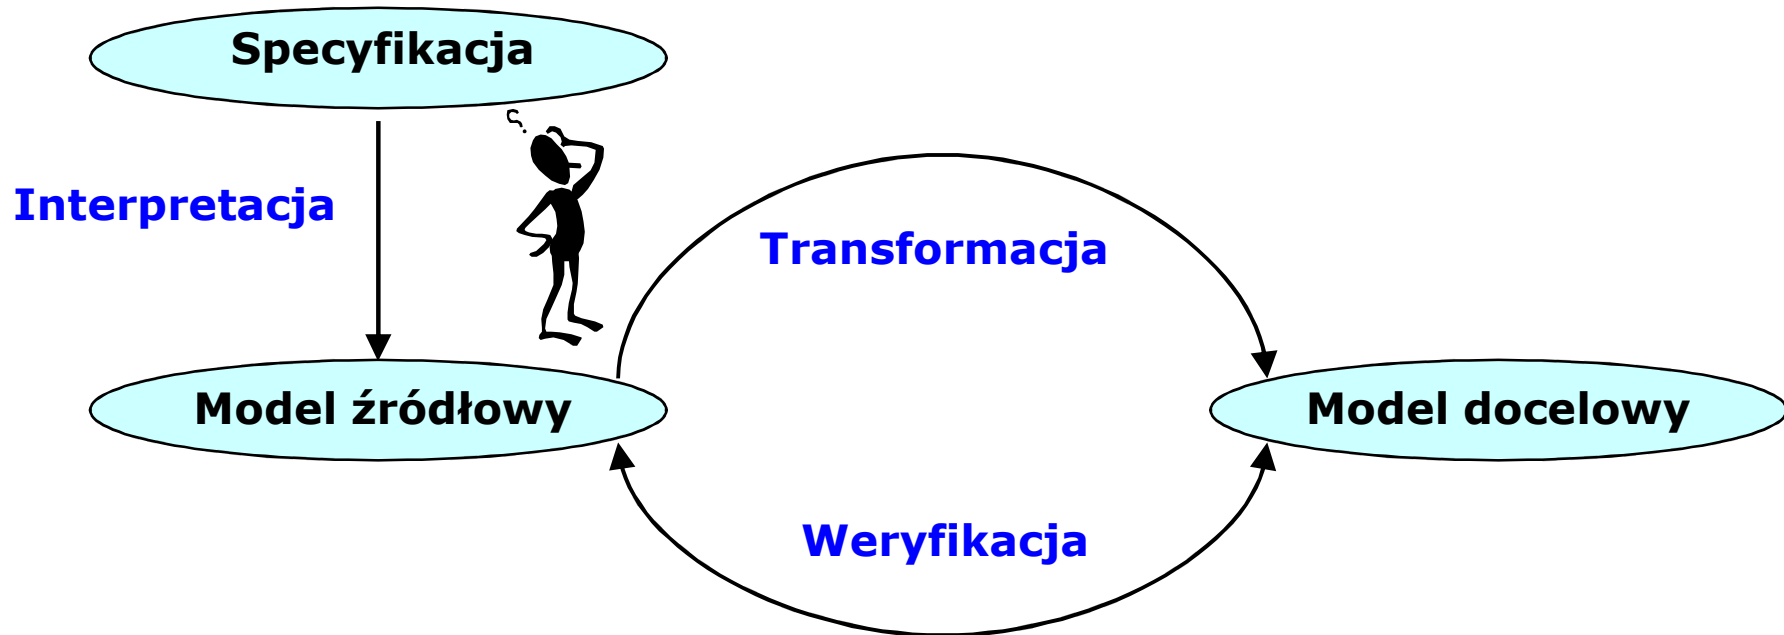 Specyfikacja
Interpretacja
Transformacja
Model źródłowy
Model docelowy
Weryfikacja